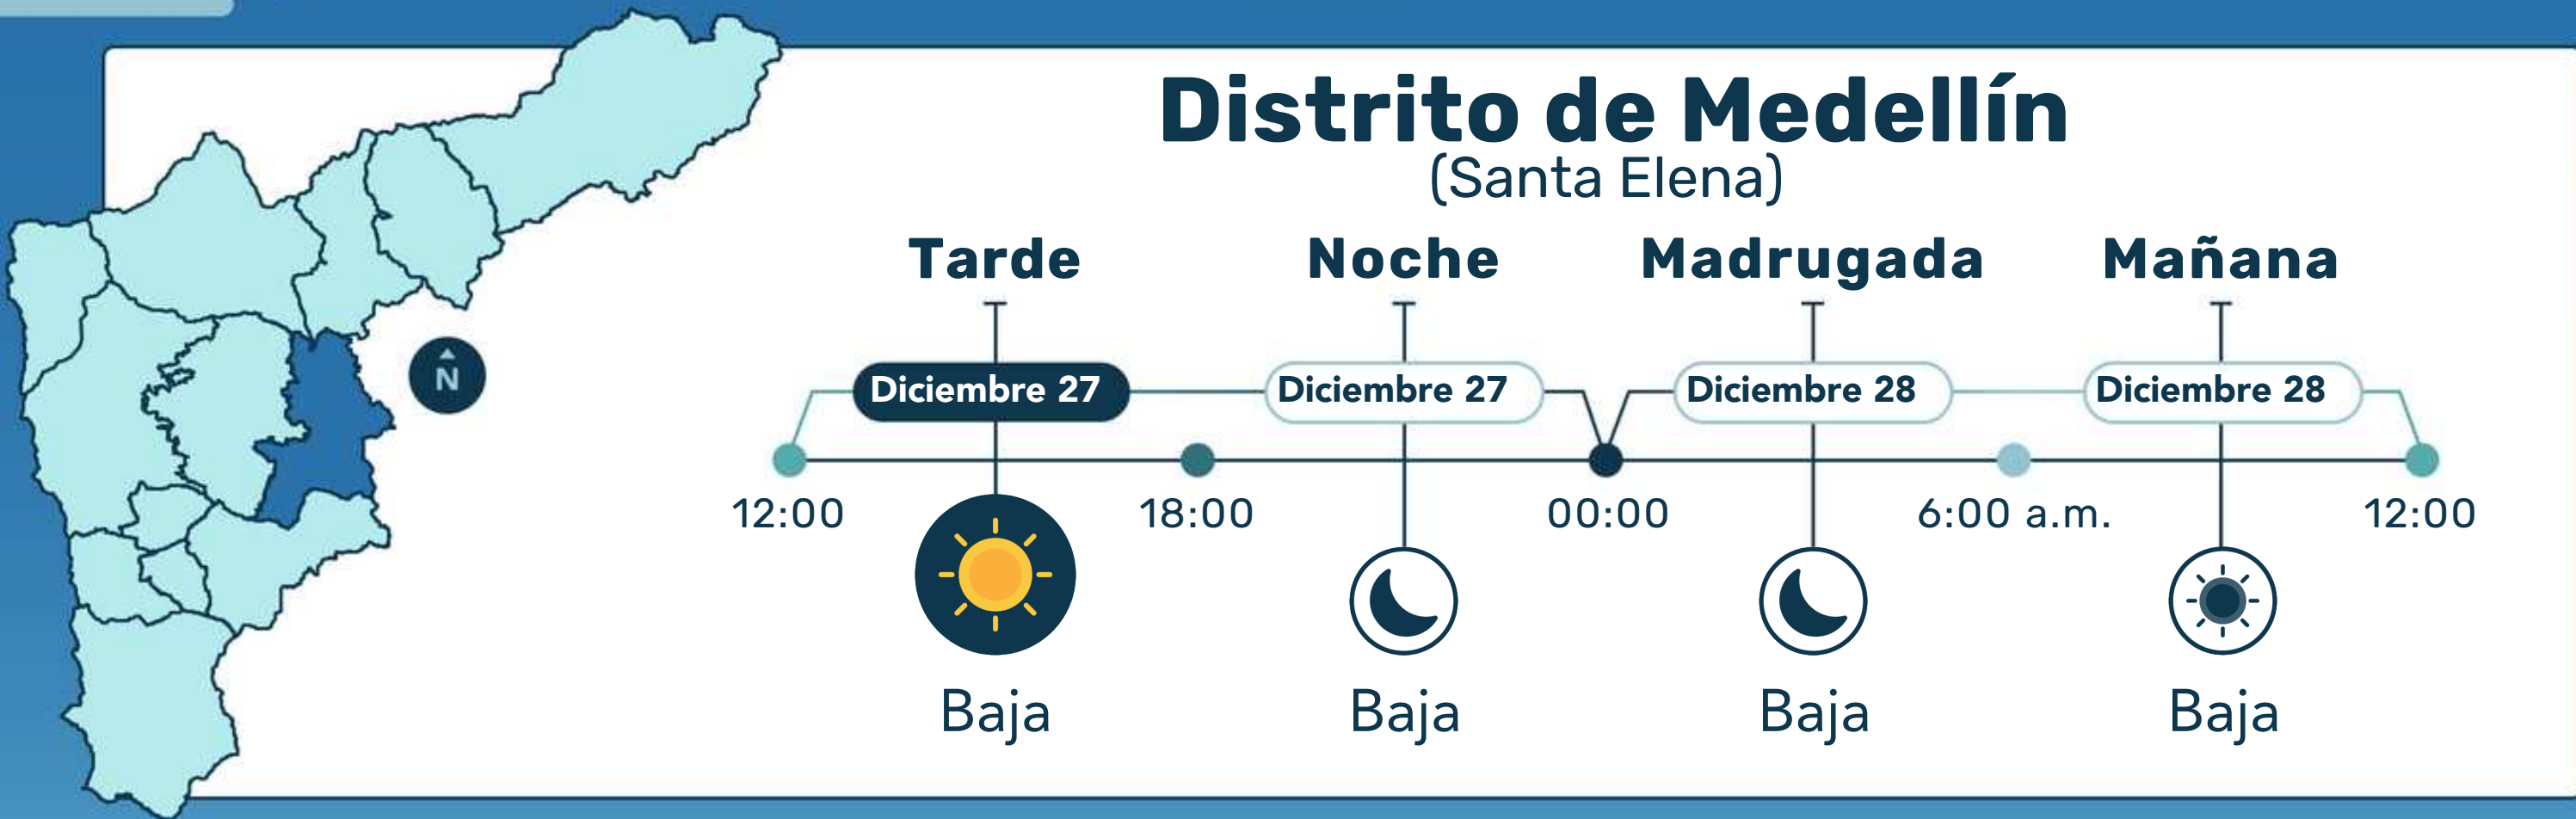 Distrito de Medellín
(Santa Elena)
Tarde Noche Madrugada Mañana
N
Diciembre 27 Diciembre 27 Diciembre 28 Diciembre 28
12:00 18:00 00:00 6:00 a.m. 12:00
Baja Baja Baja Baja